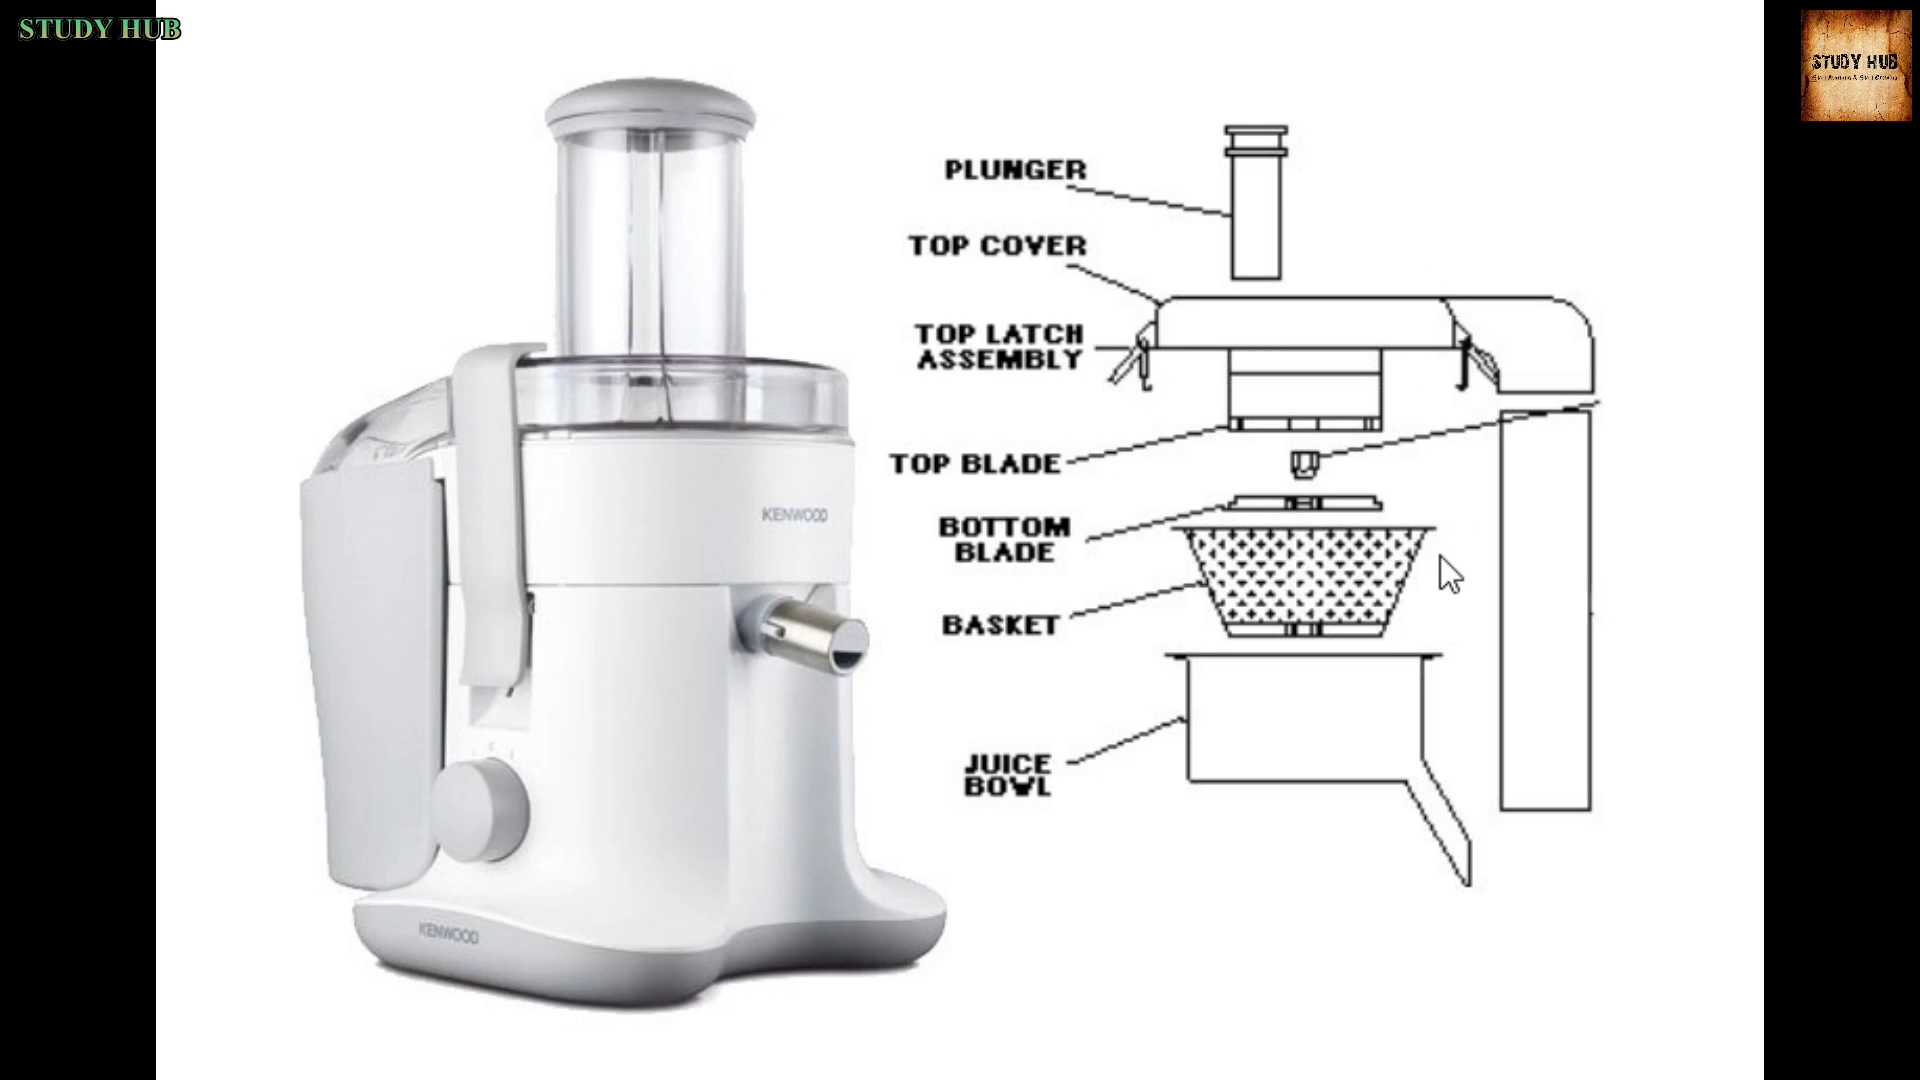 STUDY HUB
STUDY HUB
PLUNGER
TOP COVER
TOP LATCH
ASSEMBLY
TOP BLADE
BOTTOM
BLADE
BASKET
JUICE
BOWL
KENWOOD
KENWOOD